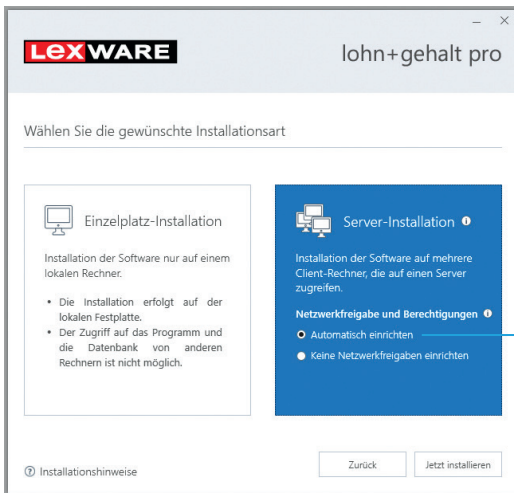 LEXWARE
lohn+gehalt pro
Wählen Sie die gewünschte Installationsart
Einzelplatz-Installation
Installation der Software nur auf einem
lokalen Rechner.
• Die Installation erfolgt auf der
lokalen Festplatte.
• Der Zugriff auf das Programm und
die Datenbank von anderen
Rechnern ist nicht möglich.
Server-Installation
Installation der Software auf mehrere
Client-Rechner, die auf einen Server
zugreifen.
Netzwerkfreigabe und Berechtigungen
Automatisch einrichten
Keine Netzwerkfreigaben einrichten
Installationshinweise
Zurück
Jetzt installieren